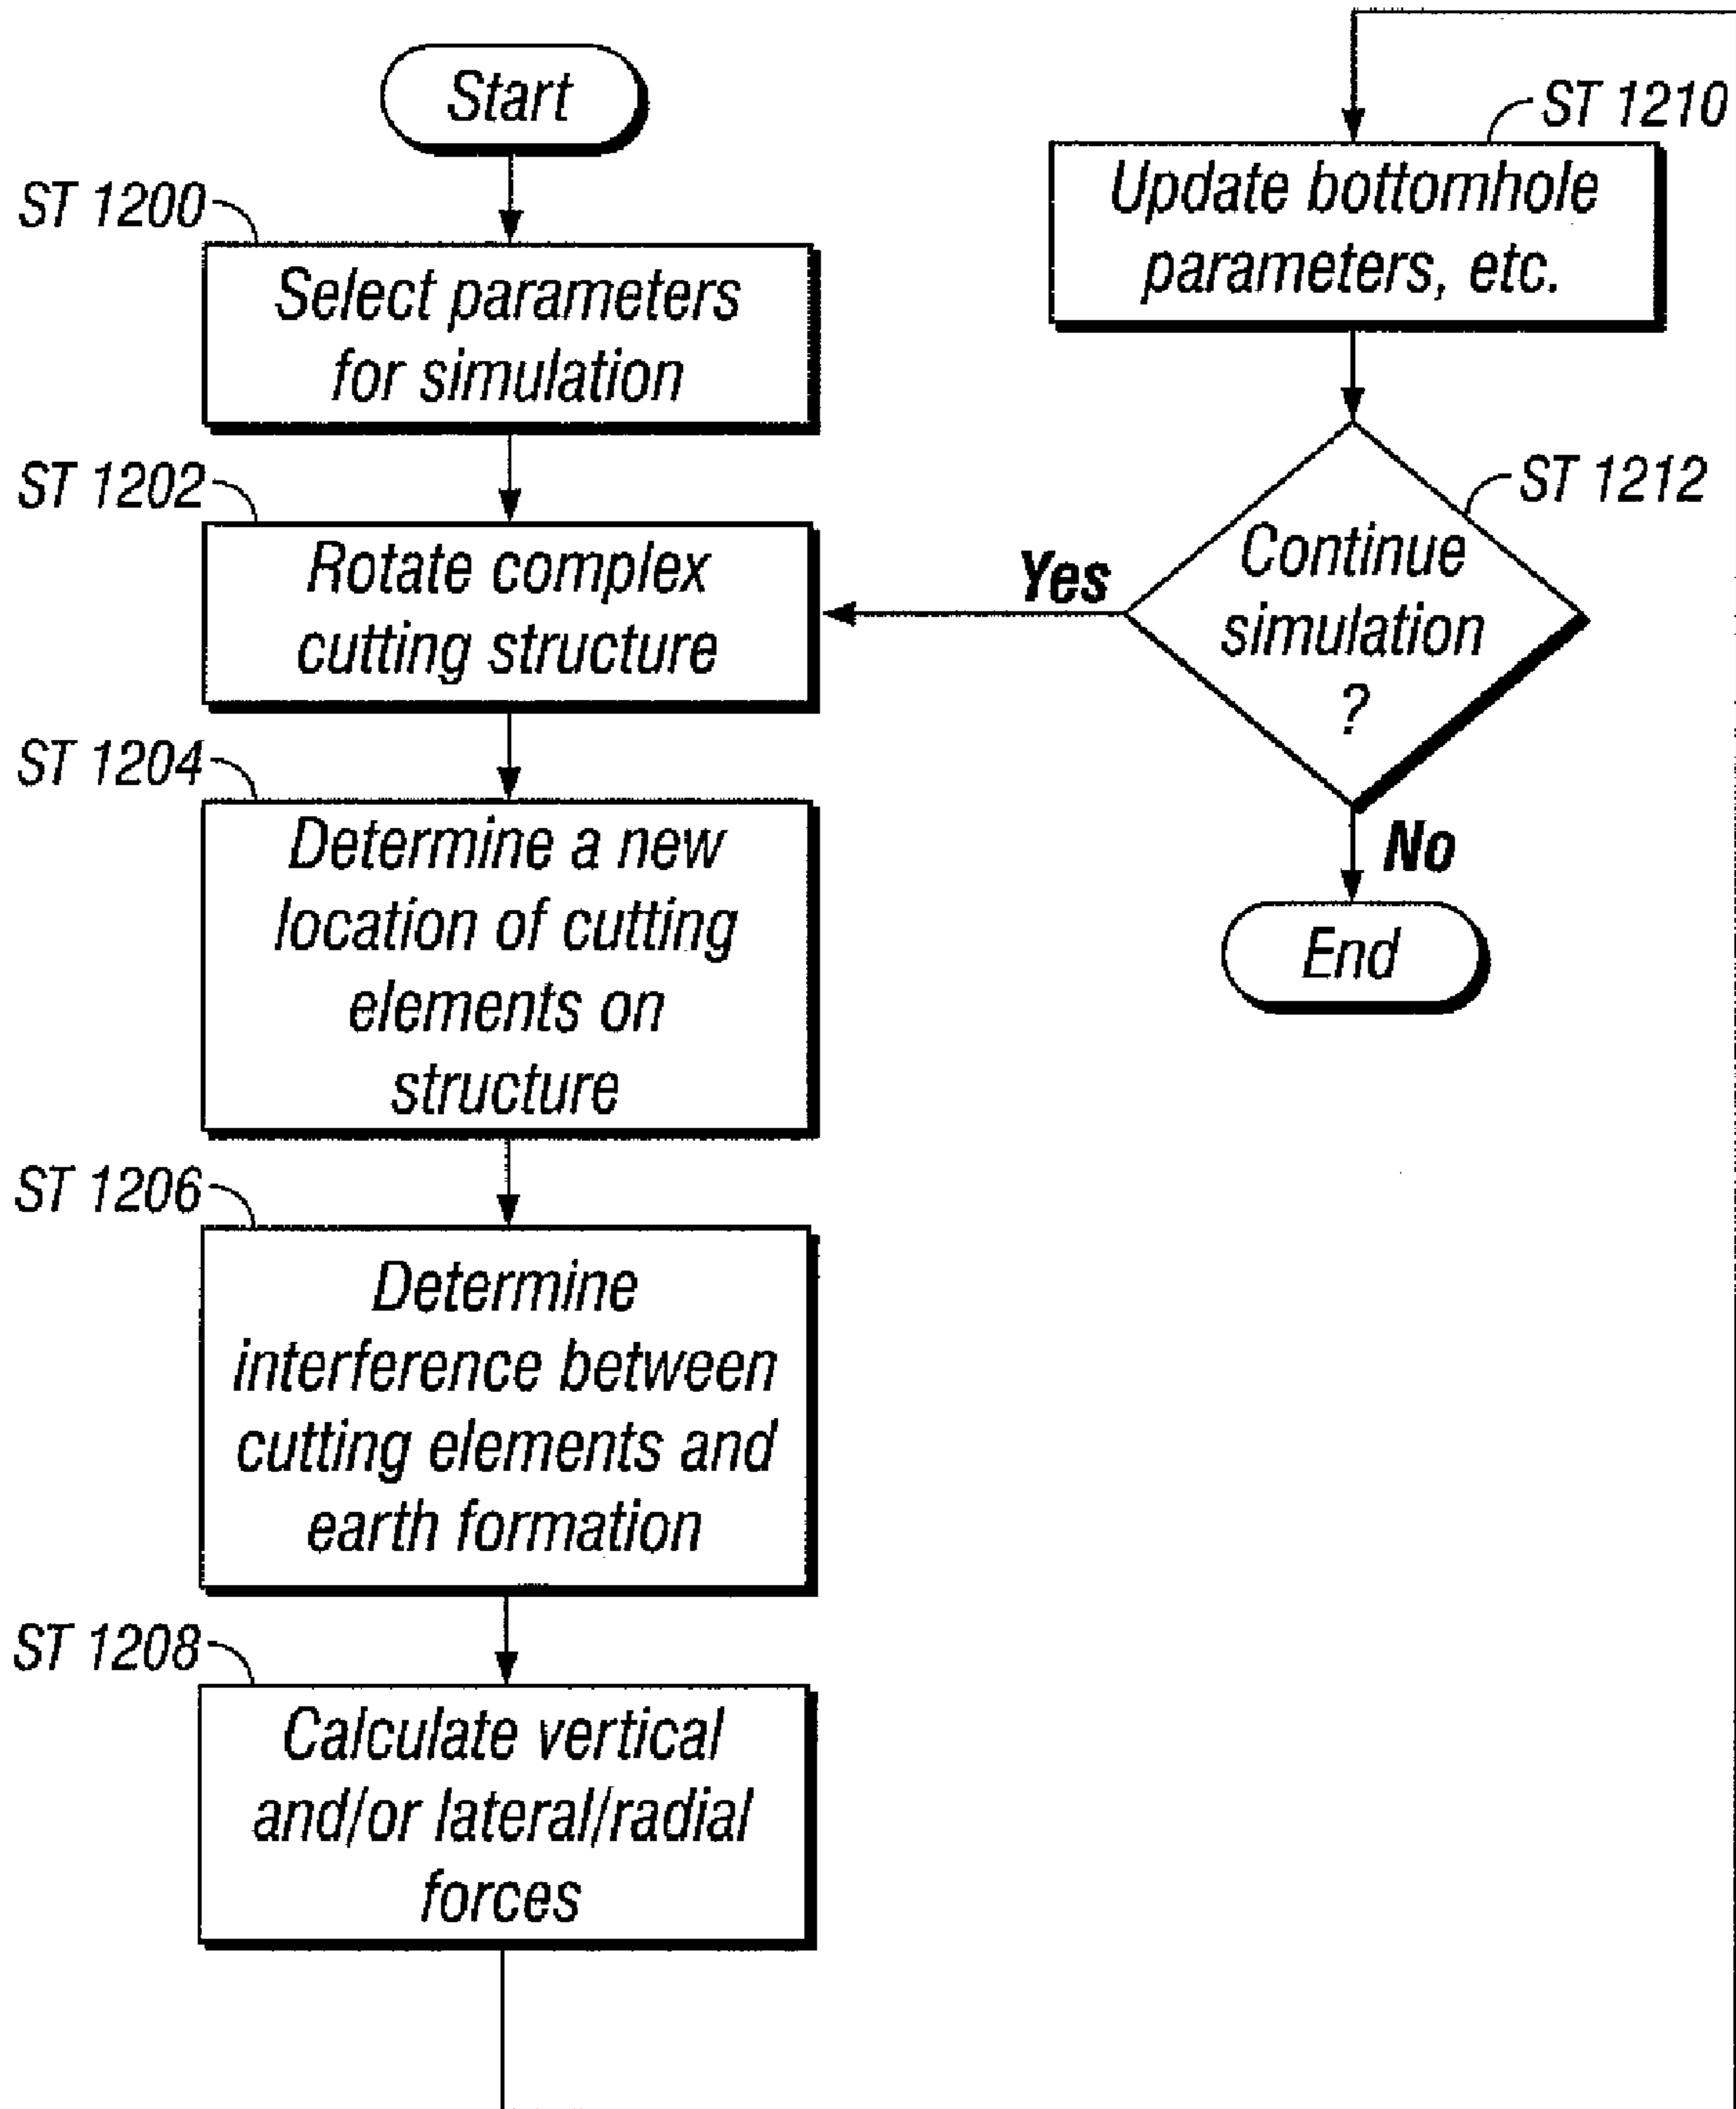 Start
ST 1200
Select parameters
for simulation
ST 1202
Rotate complex
cutting structure
ST 1204
Determine a new
location of cutting
elements on
structure
ST 1206
Determine
interference between
cutting elements and
earth formation
ST 1208
Calculate vertical
and/or lateral/radial
forces
ST 1210
Update bottomhole
parameters, etc.
ST 1212
Continue
simulation
?
Yes
No
End